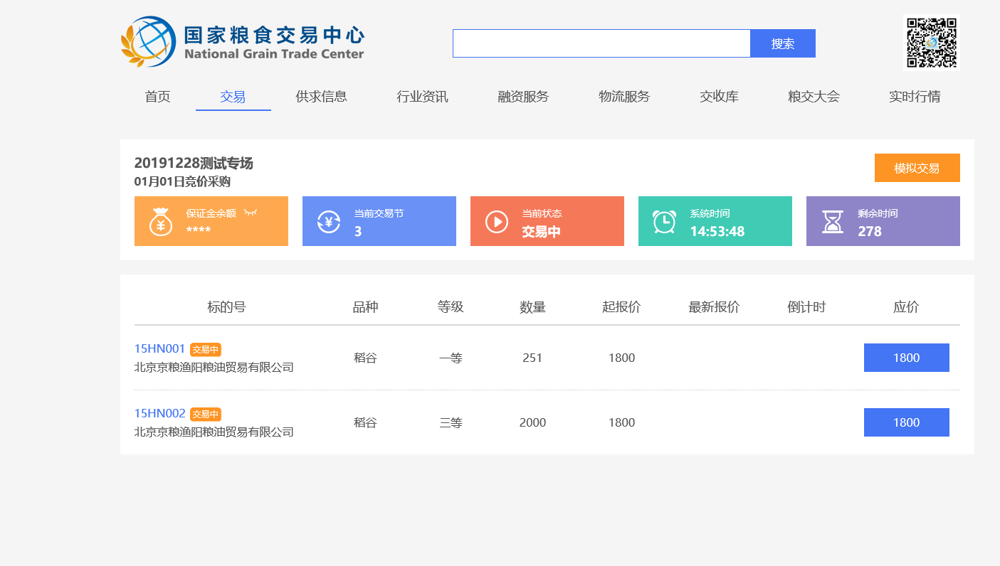 国家粮食交易中心
National Grain Trade Center
搜索
首页 交易 供求信息 行业资讯 融资服务 物流服务 交收库 粮交大会 实时行情
20191228测试专场
模拟交易
01月01日竞价采购
保证金余额 当前交易节 当前状态 系统时间 剩余时间
**** 3 交易中 14:53:48 278
标的号 品种 等级 数量 起报价 最新报价 倒计时 应价
15HN001 交易中
北京京粮渔阳粮油贸易有限公司
稻谷 一等 251 1800 1800
15HN002 交易中
北京京粮渔阳粮油贸易有限公司
稻谷 三等 2000 1800 1800